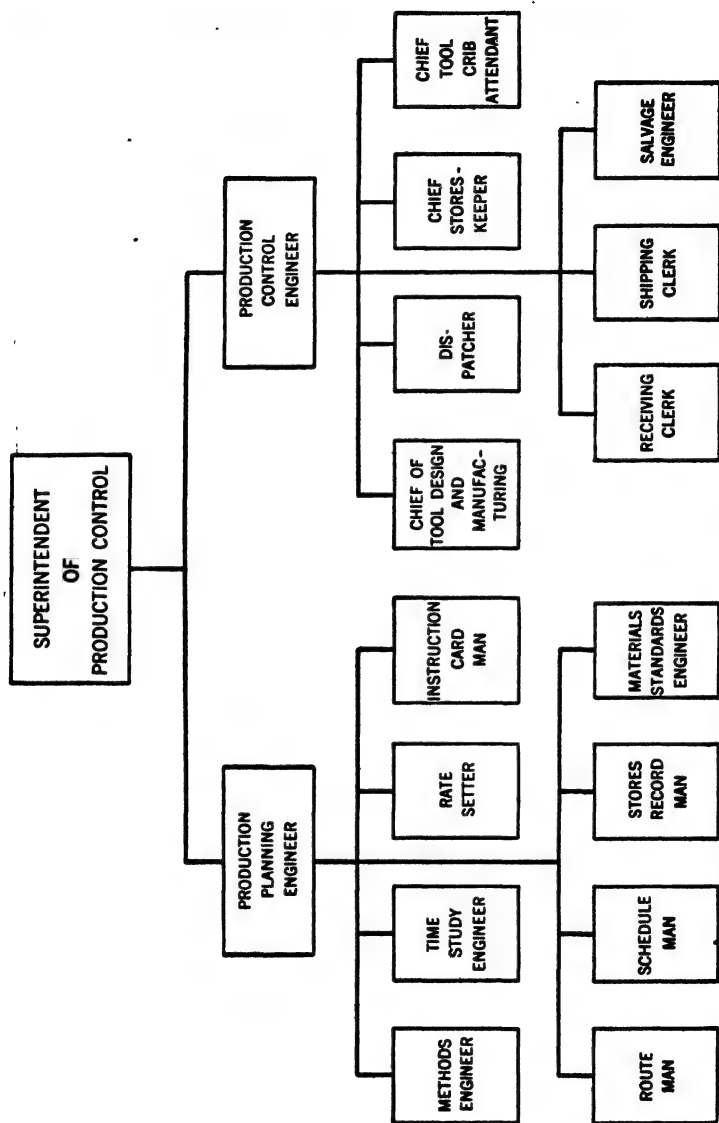 SUPERINTENDENT
OF
PRODUCTION CONTROL
PRODUCTION
PLANNING
ENGINEER
PRODUCTION
CONTROL
ENGINEER
METHODS
ENGINEER
TIME
STUDY
ENGINEER
RATE
SETTER
INSTRUCTION
CARD
MAN
CHIEF OF
TOOL DESIGN
AND
MANUFAC-
TURING
DIS-
PATCHER
CHIEF
STORES-
KEEPER
CHIEF
TOOL
CRIB
ATTENDANT
ROUTE
MAN
SCHEDULE
MAN
STORES
RECORD
MAN
MATERIALS
STANDARDS
ENGINEER
RECEIVING
CLERK
SHIPPING
CLERK
SALVAGE
ENGINEER